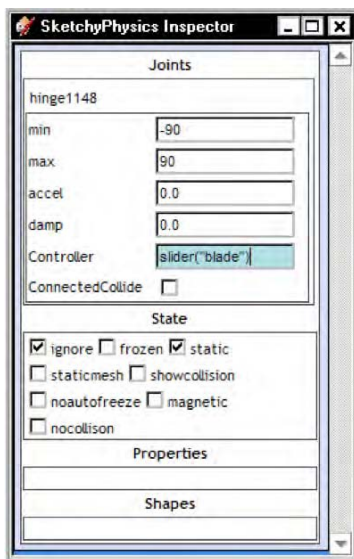 SketchyPhysics Inspector
Joints
hinge1148
min -90
max 90
accel 0.0
damp 0.0
Controller slider("blade")
ConnectedCollide
State
ignore frozen static
staticmesh showcollision
noautofreeze magnetic
nocollison
Properties
Shapes